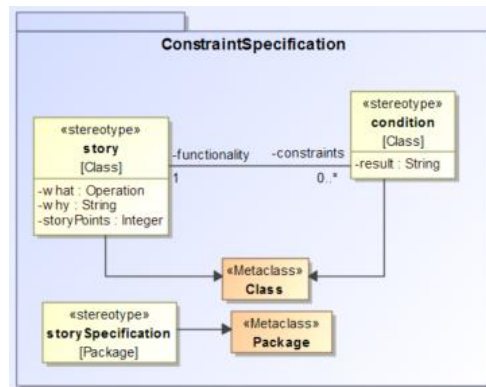 ConstraintSpecification
«stereotype»
story
[Class]
-what : Operation
-why : String
-storyPoints : Integer
-functionality
1
-constraints
0..*
«stereotype»
condition
[Class]
-result : String
«Metaclass»
Class
«stereotype»
storySpecification
[Package]
«Metaclass»
Package